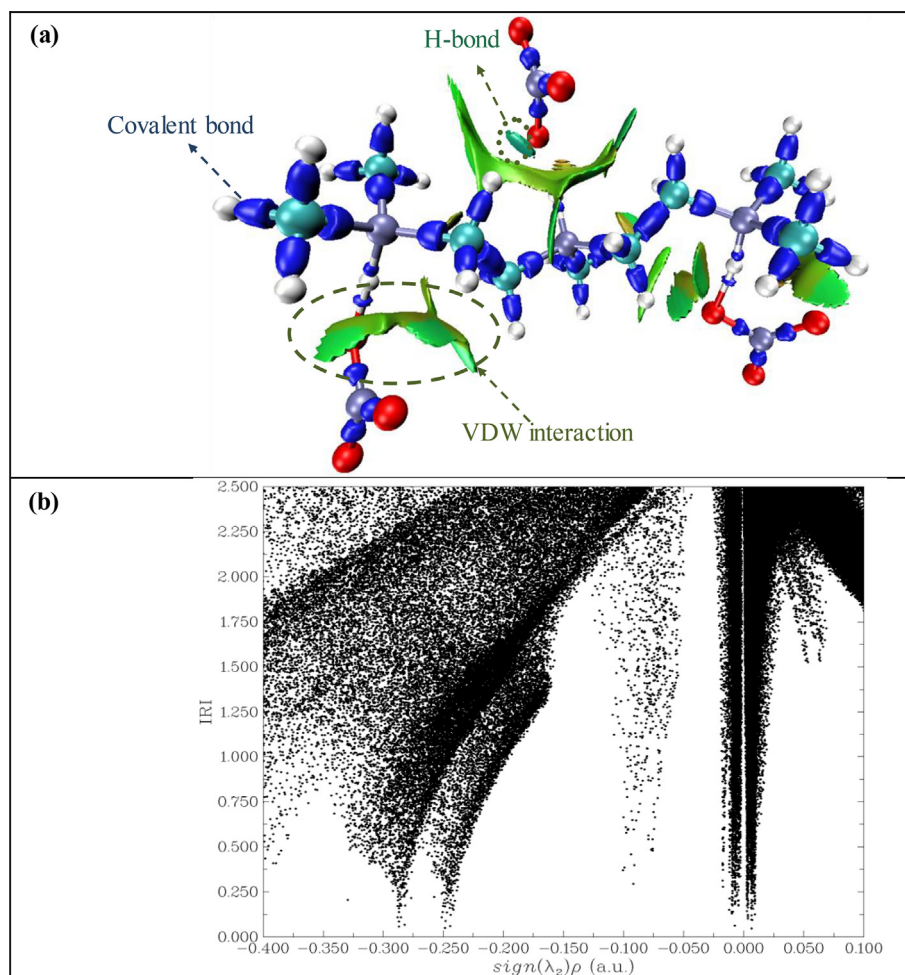 (a)
H-bond
Covalent bond
VDW interaction
(b)
2.500
2.250
2.000
1.750
1.500
IRI
1.250
1.000
0.750
0.500
0.250
0.000
−0.400 −0.350 −0.300 −0.250 −0.200 −0.150 −0.100 −0.050 0.000 0.050 0.100
sign(λ₂)ρ (a.u.)